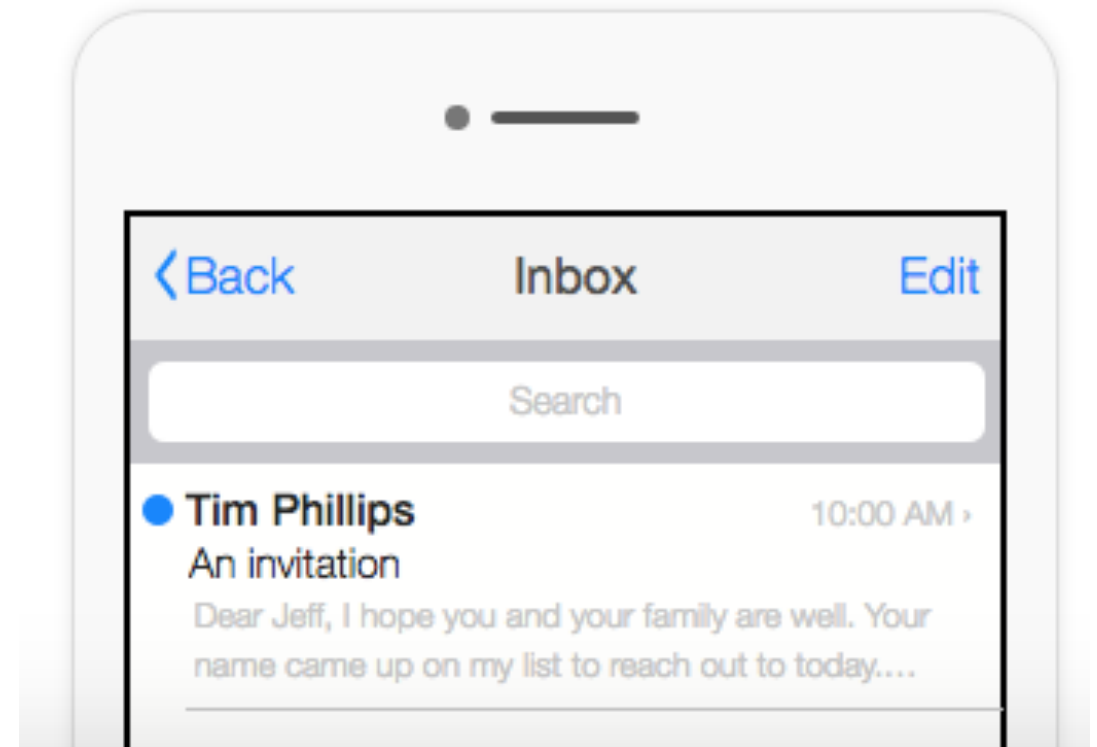 Back Inbox Edit
Search
Tim Phillips 10:00 AM ›
An invitation
Dear Jeff, I hope you and your family are well. Your
name came up on my list to reach out to today....